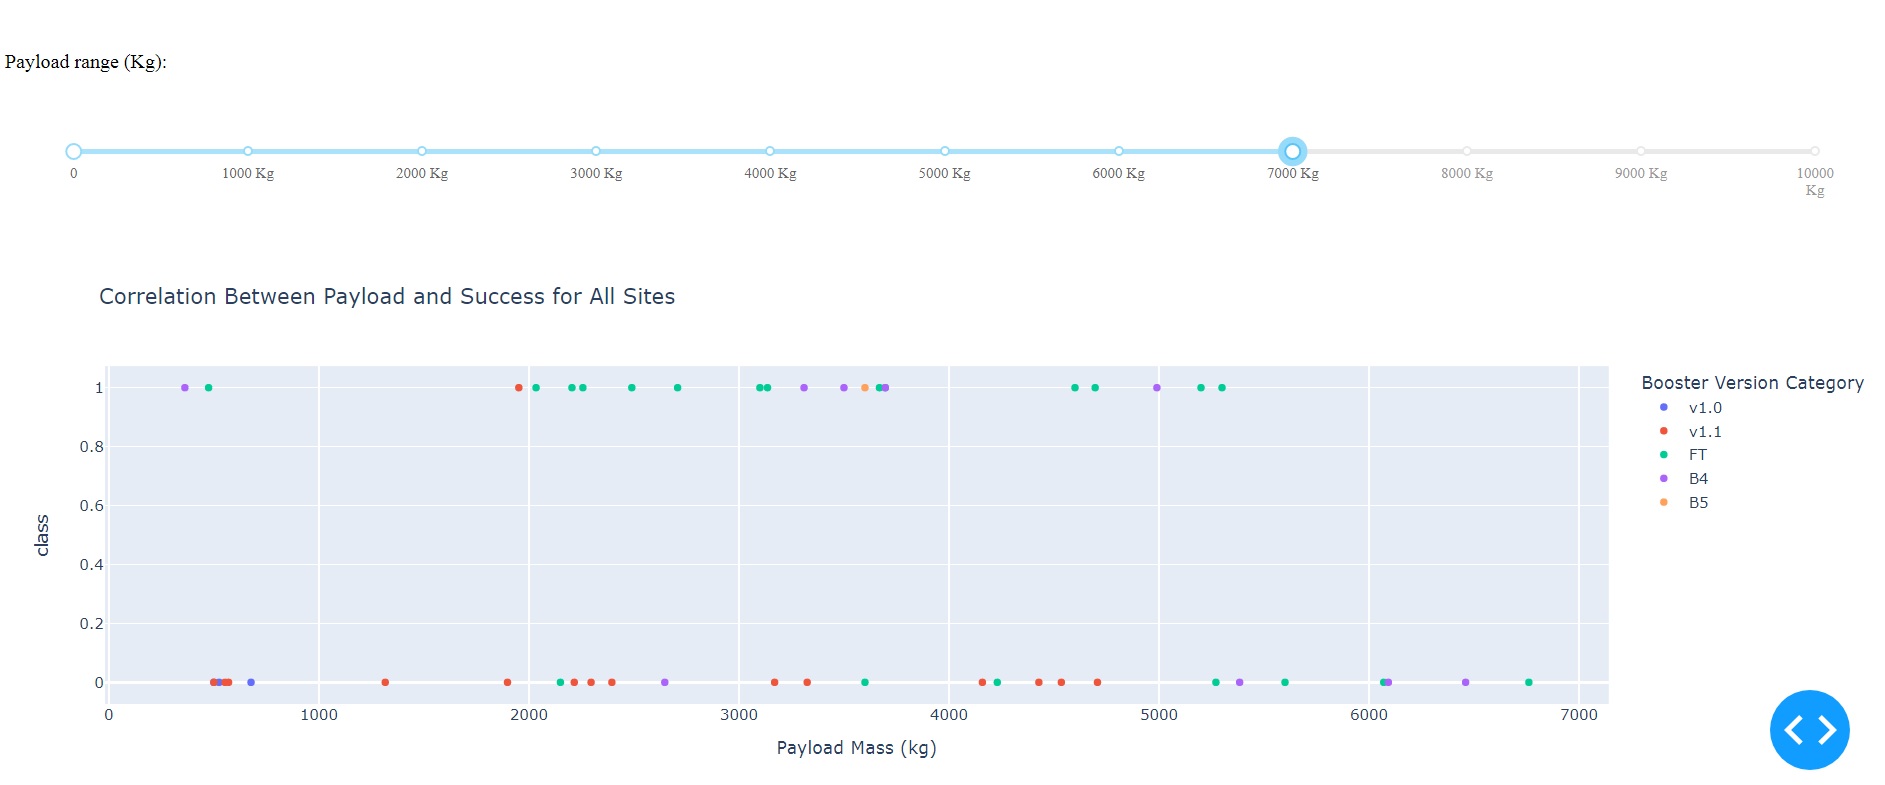 Payload range (Kg):
0 1000 Kg 2000 Kg 3000 Kg 4000 Kg 5000 Kg 6000 Kg 7000 Kg 8000 Kg 9000 Kg 10000
Kg
Correlation Between Payload and Success for All Sites
1
0.8
0.6
0.4
0.2
0
class
0 1000 2000 3000 4000 5000 6000 7000
Payload Mass (kg)
Booster Version Category
v1.0
v1.1
FT
B4
B5